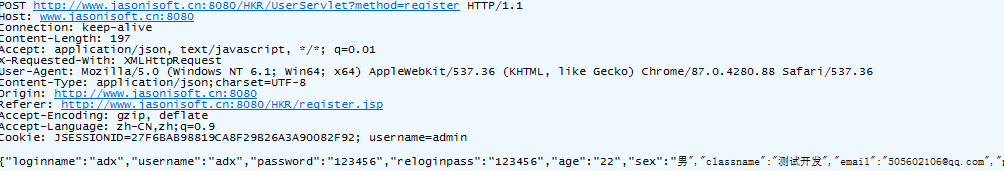 POST http://www.jasonisoft.cn:8080/HKR/UserServlet?method=register HTTP/1.1
Host: www.jasonisoft.cn:8080
Connection: keep-alive
Content-Length: 197
Accept: application/json, text/javascript, */*; q=0.01
X-Requested-With: XMLHttpRequest
User-Agent: Mozilla/5.0 (Windows NT 6.1; Win64; x64) AppleWebKit/537.36 (KHTML, like Gecko) Chrome/87.0.4280.88 Safari/537.36
Content-Type: application/json;charset=UTF-8
Origin: http://www.jasonisoft.cn:8080
Referer: http://www.jasonisoft.cn:8080/HKR/register.jsp
Accept-Encoding: gzip, deflate
Accept-Language: zh-CN,zh;q=0.9
Cookie: JSESSIONID=27F6BAB98819CA8F29B26A3A90082F92; username=admin
{"loginname":"adx","username":"adx","password":"123456","reloginpass":"123456","age":"22","sex":"男","classname":"测试开发","email":"505602106@qq.com","